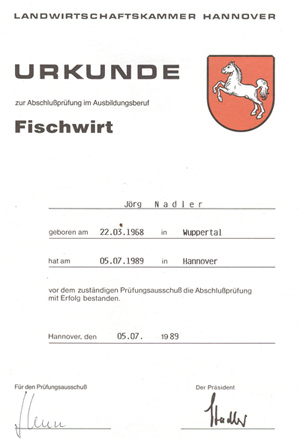 LANDWIRTSCHAFTSKAMMER HANNOVER
URKUNDE
zur Abschlußprüfung im Ausbildungsberuf
Fischwirt
Jörg Nadler
geboren am 22.03.1968 in Wuppertal
hat am 05.07.1989 in Hannover
vor dem zuständigen Prüfungsausschuß die Abschlußprüfung
mit Erfolg bestanden.
Hannover, den 05.07. 1989
Für den Prüfungsausschuß Der Präsident